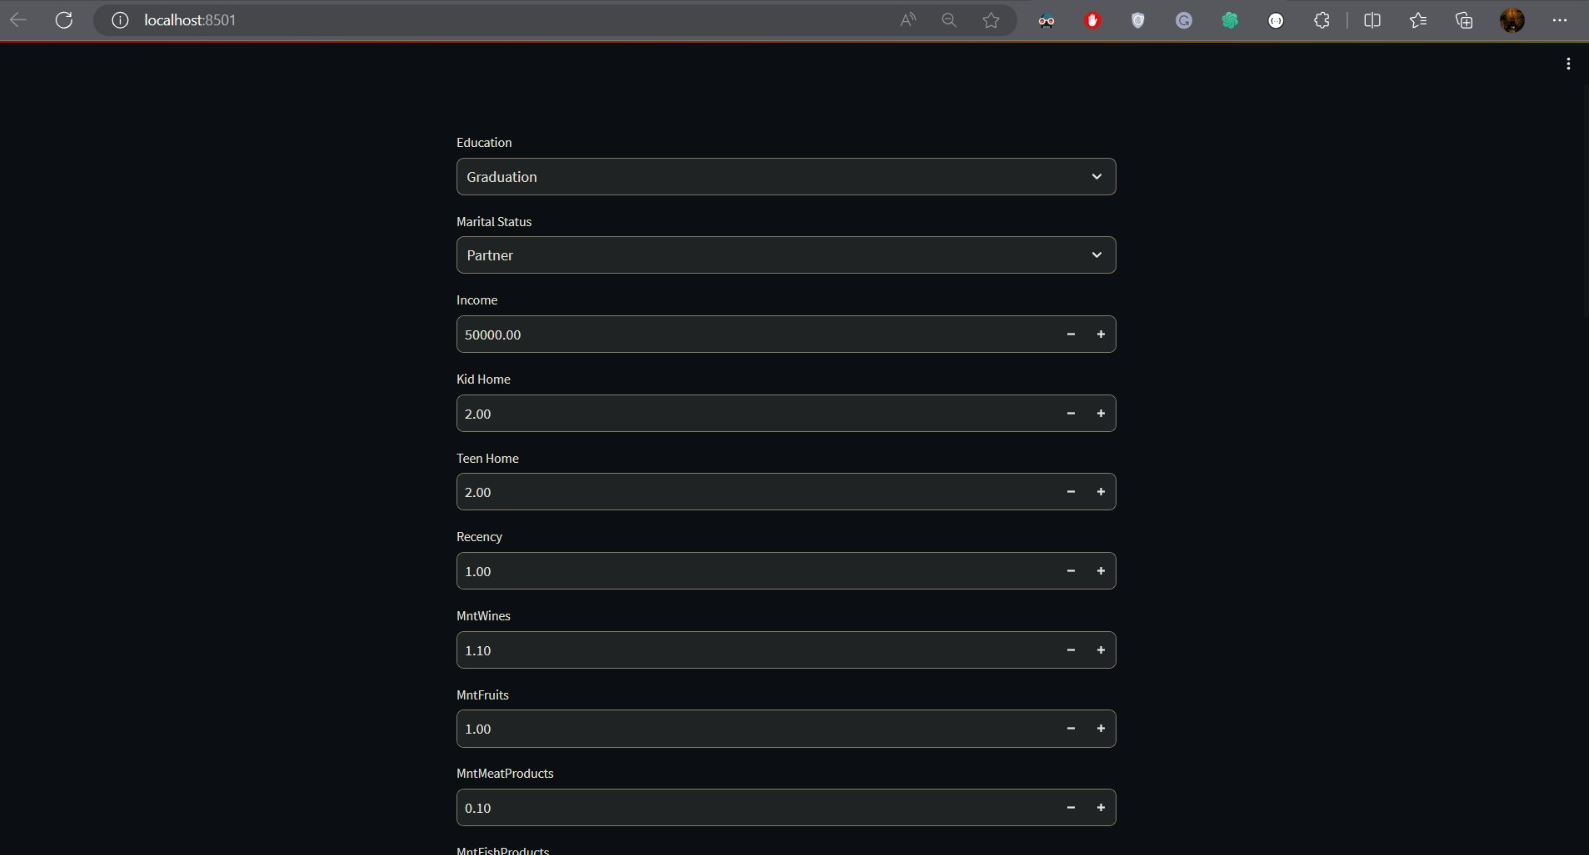 localhost:8501
Education
Graduation
Marital Status
Partner
Income
50000.00
Kid Home
2.00
Teen Home
2.00
Recency
1.00
MntWines
1.10
MntFruits
1.00
MntMeatProducts
0.10
MntFishProducts